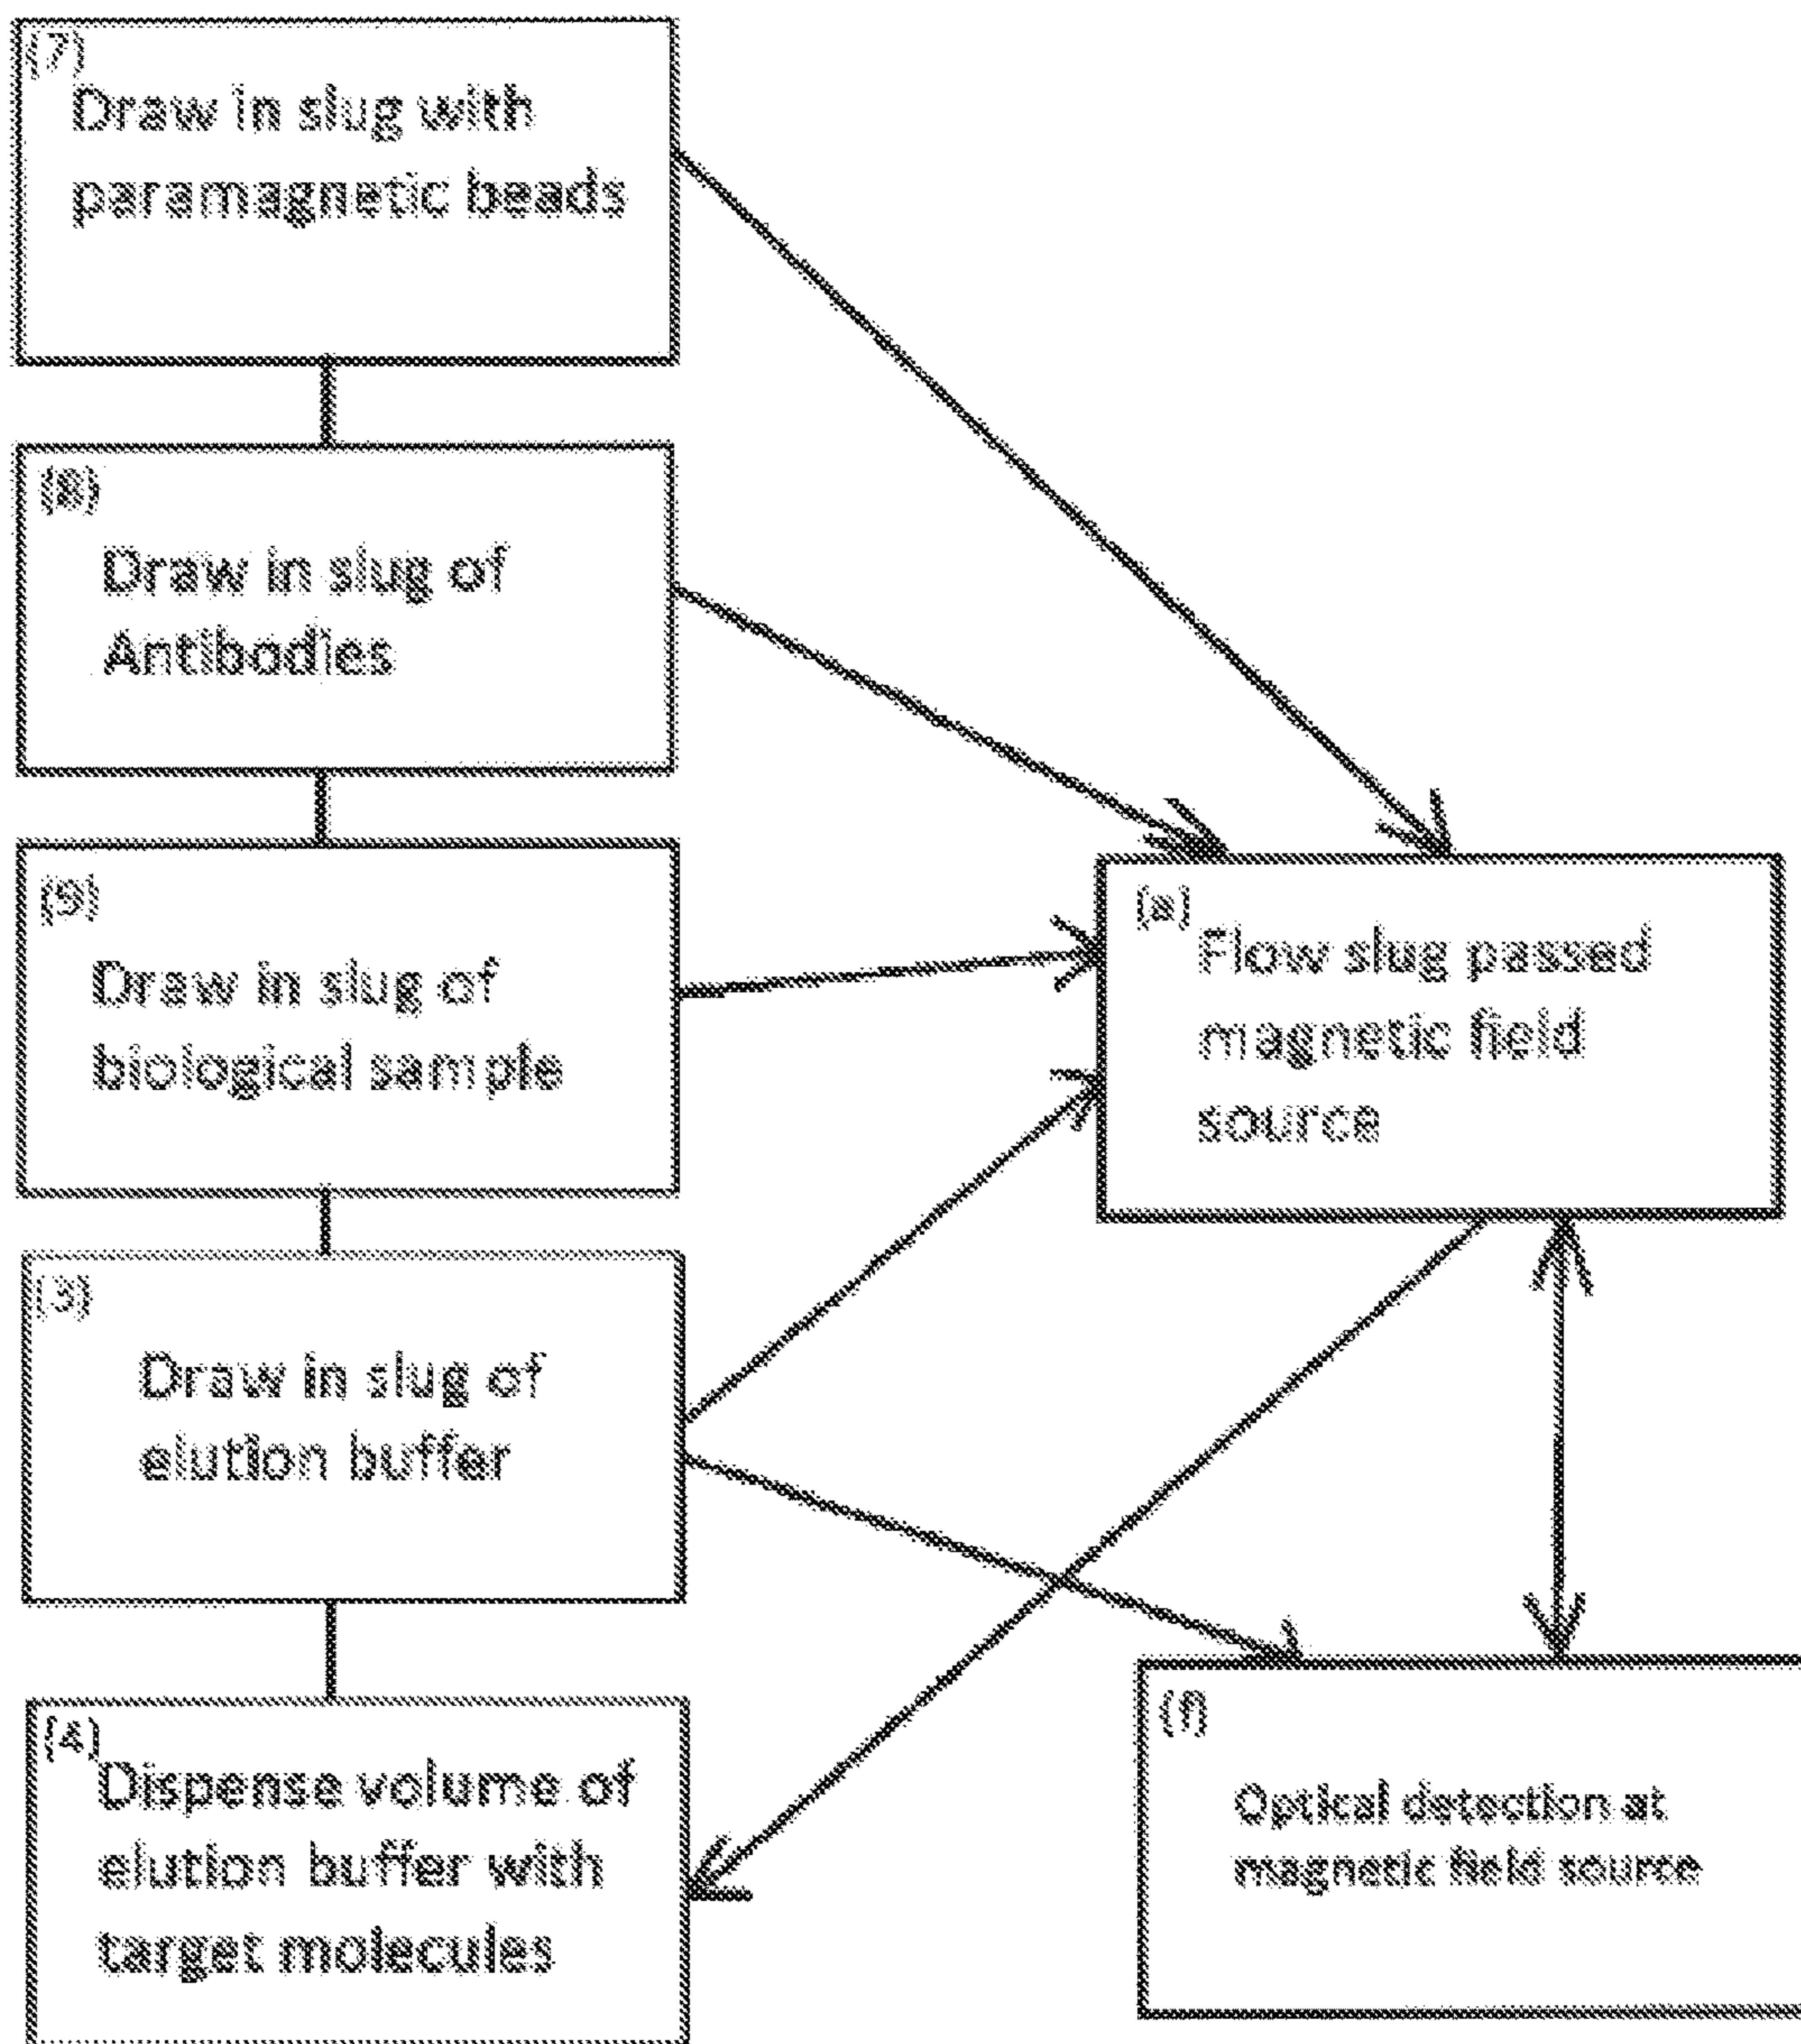 (7)
Draw in slug with
paramagnetic beads
(8)
Draw in slug of
Antibodies
(9)
Draw in slug of
biological sample
(3)
Draw in slug of
elution buffer
(4)
Dispense volume of
elution buffer with
target molecules
(a)
Flow slug passed
magnetic field
source
(f)
Optical detection at
magnetic field source